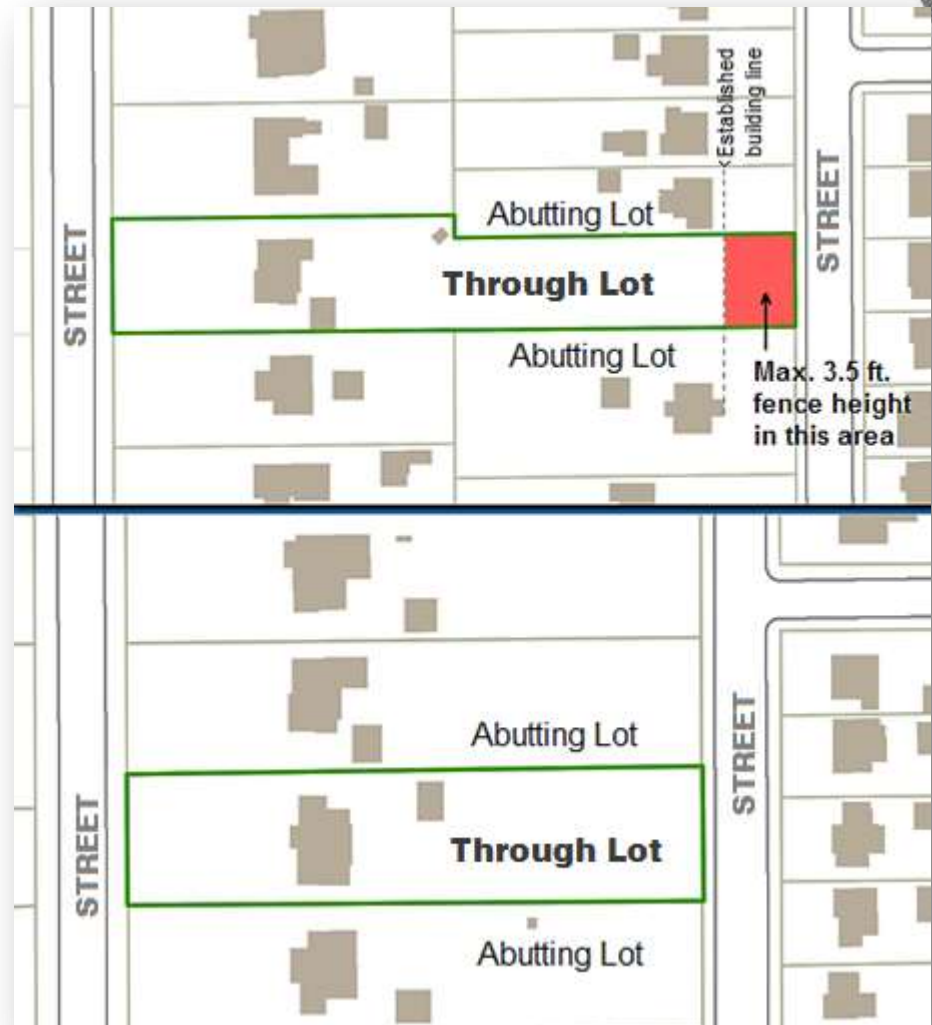 Established
building line
STREET
STREET
Abutting Lot
Through Lot
Abutting Lot
Max. 3.5 ft.
fence height
in this area
STREET
STREET
Abutting Lot
Through Lot
Abutting Lot